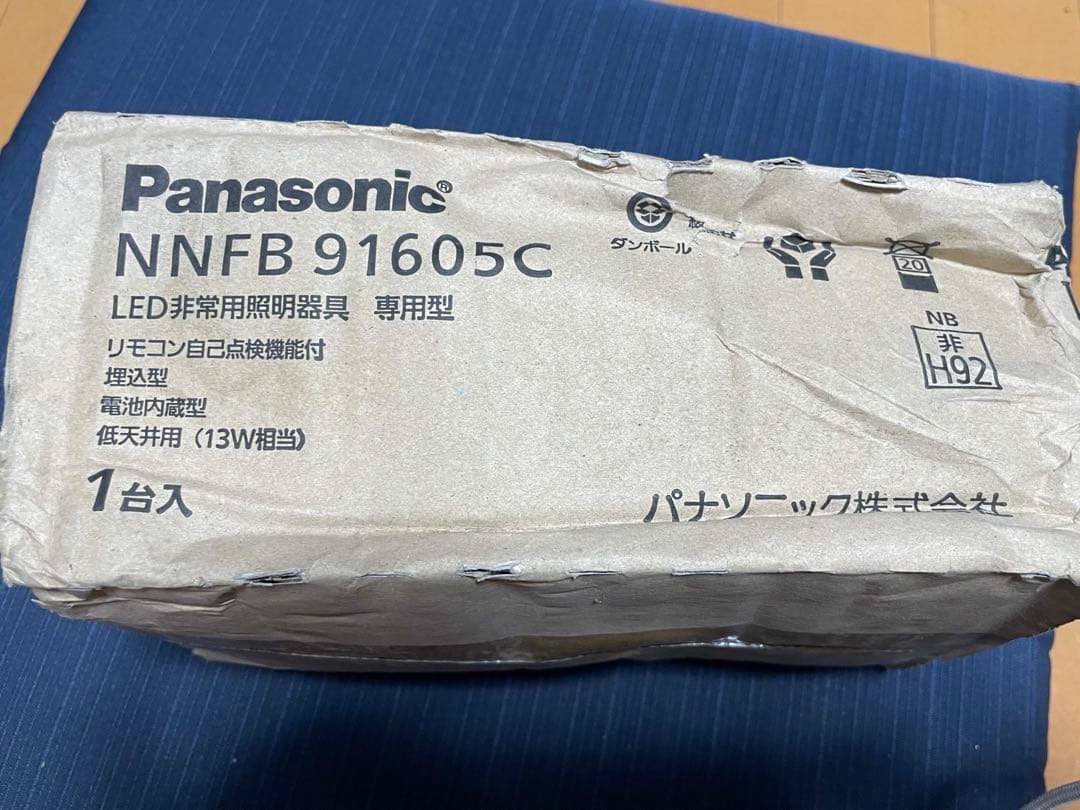 Panasonic®
NNFB 91605C
LED非常用照明器具 専用型
リモコン自己点検機能付
埋込型
電池内蔵型
低天井用（13W相当）
1台入
ダンボール
20
NB
非
H92
パナソニック株式会社